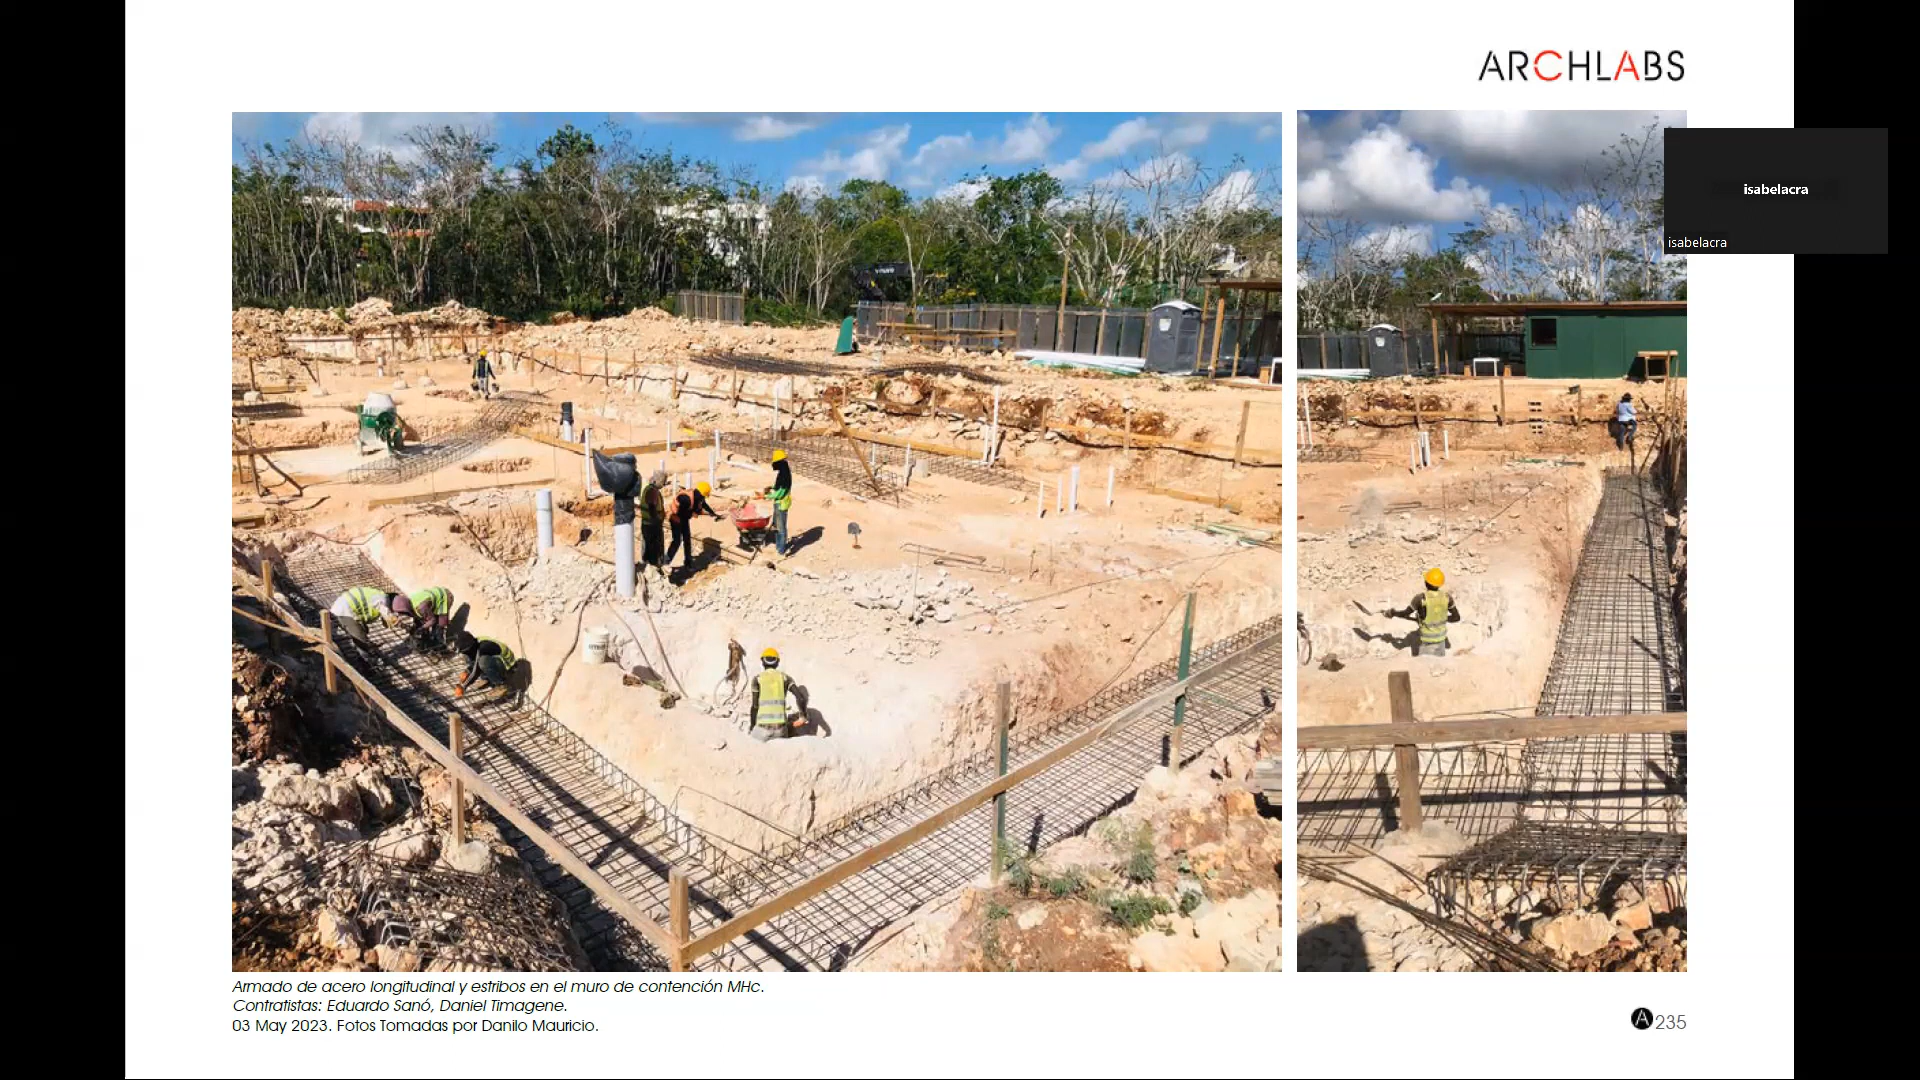 ARCHLABS
isabelacra
isabelacra
Armado de acero longitudinal y estribos en el muro de contención MHc.
Contratistas: Eduardo Sanó, Daniel Timagene.
03 May 2023. Fotos Tomadas por Danilo Mauricio.
A 235